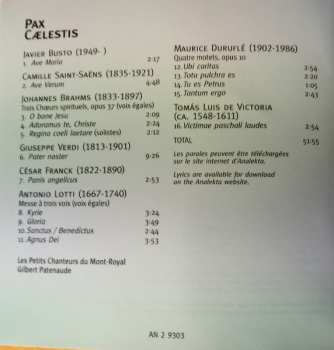 PAX
CÆLESTIS
JAVIER BUSTO (1949- )
1. Ave Maria 2:17
CAMILLE SAINT-SAËNS (1835-1921)
2. Ave Verum 4:48
JOHANNES BRAHMS (1833-1897)
Trois Chœurs spirituels, opus 37 (voix égales)
3. O bone Jesu 2:09
4. Adoramus te, Christe 2:24
5. Regina coeli laetare (solistes) 2:12
GIUSEPPE VERDI (1813-1901)
6. Pater noster 9:26
CÉSAR FRANCK (1822-1890)
7. Panis angelicus 2:53
ANTONIO LOTTI (1667-1740)
Messe à trois voix (voix égales)
8. Kyrie 3:24
9. Gloria 3:49
10. Sanctus / Benedictus 2:44
11. Agnus Dei 3:53
Les Petits Chanteurs du Mont-Royal
Gilbert Patenaude
MAURICE DURUFLÉ (1902-1986)
Quatre motets, opus 10
12. Ubi caritas 2:54
13. Tota pulchra es 2:20
14. Tu es Petrus 1:05
15. Tantum ergo 2:43
TOMÁS LUIS DE VICTORIA
(CA. 1548-1611)
16. Victimae paschali laudes 2:54
TOTAL 51:55
Les paroles peuvent être téléchargées
sur le site internet d'Analekta.
Lyrics are available for download
on the Analekta website.
AN 2 9303